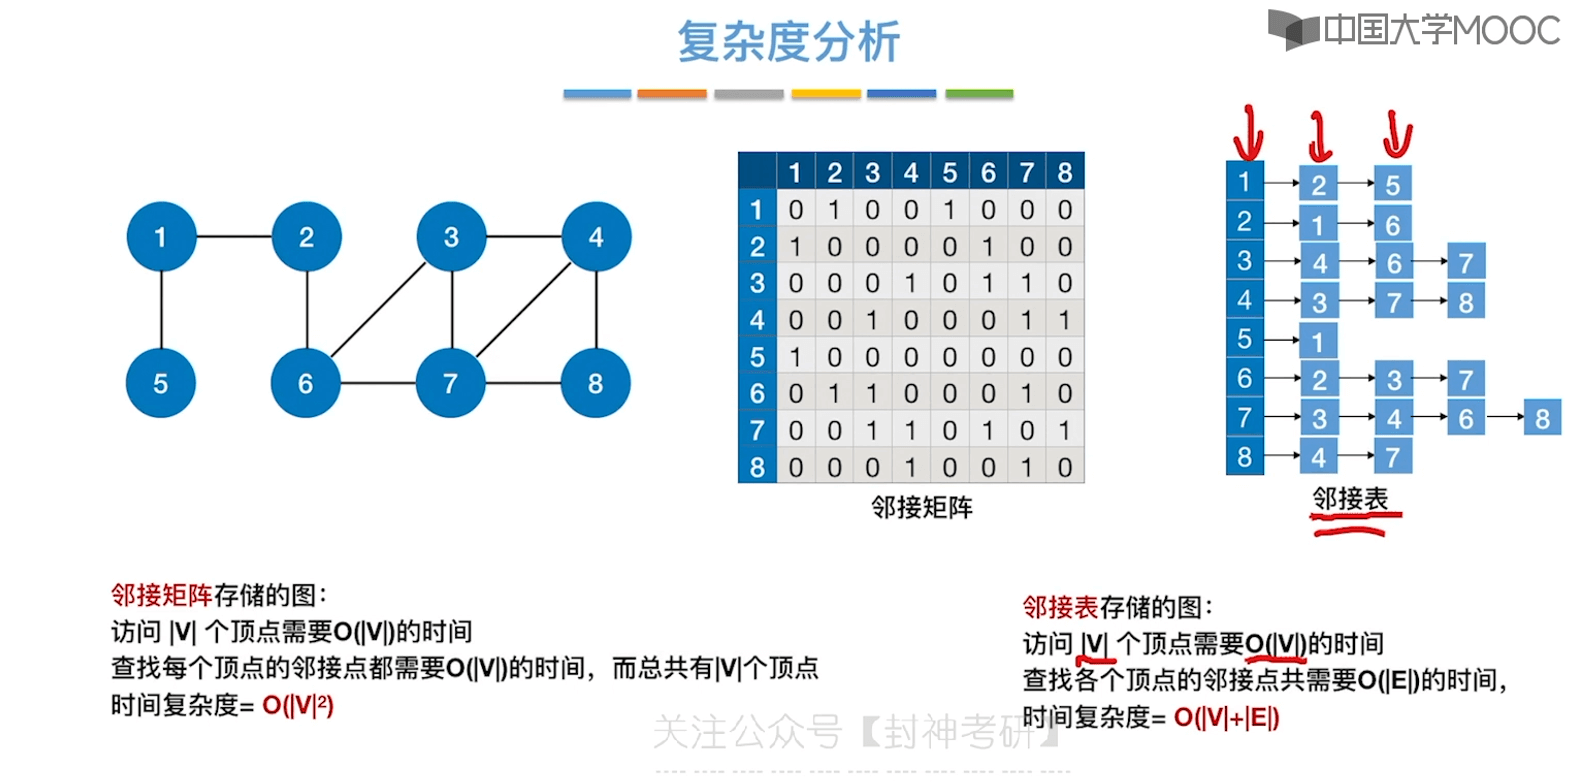 复杂度分析
中国大学MOOC
1 2 3 4
5 6 7 8
1 2 3 4 5 6 7 8
1 0 1 0 0 1 0 0 0
2 1 0 0 0 0 1 0 0
3 0 0 0 1 0 1 1 0
4 0 0 1 0 0 0 1 1
5 1 0 0 0 0 0 0 0
6 0 1 1 0 0 0 1 0
7 0 0 1 1 0 1 0 1
8 0 0 0 1 0 0 1 0
邻接矩阵
1 2 5
2 1 6
3 4 6 7
4 3 7 8
5 1
6 2 3 7
7 3 4 6 8
8 4 7
邻接表
邻接矩阵存储的图：
访问 |V| 个顶点需要O(|V|)的时间
查找每个顶点的邻接点都需要O(|V|)的时间，而总共有|V|个顶点
时间复杂度= O(|V|²)
邻接表存储的图：
访问 |V| 个顶点需要O(|V|)的时间
查找各个顶点的邻接点共需要O(|E|)的时间，
时间复杂度= O(|V|+|E|)
关注公众号【封神考研】